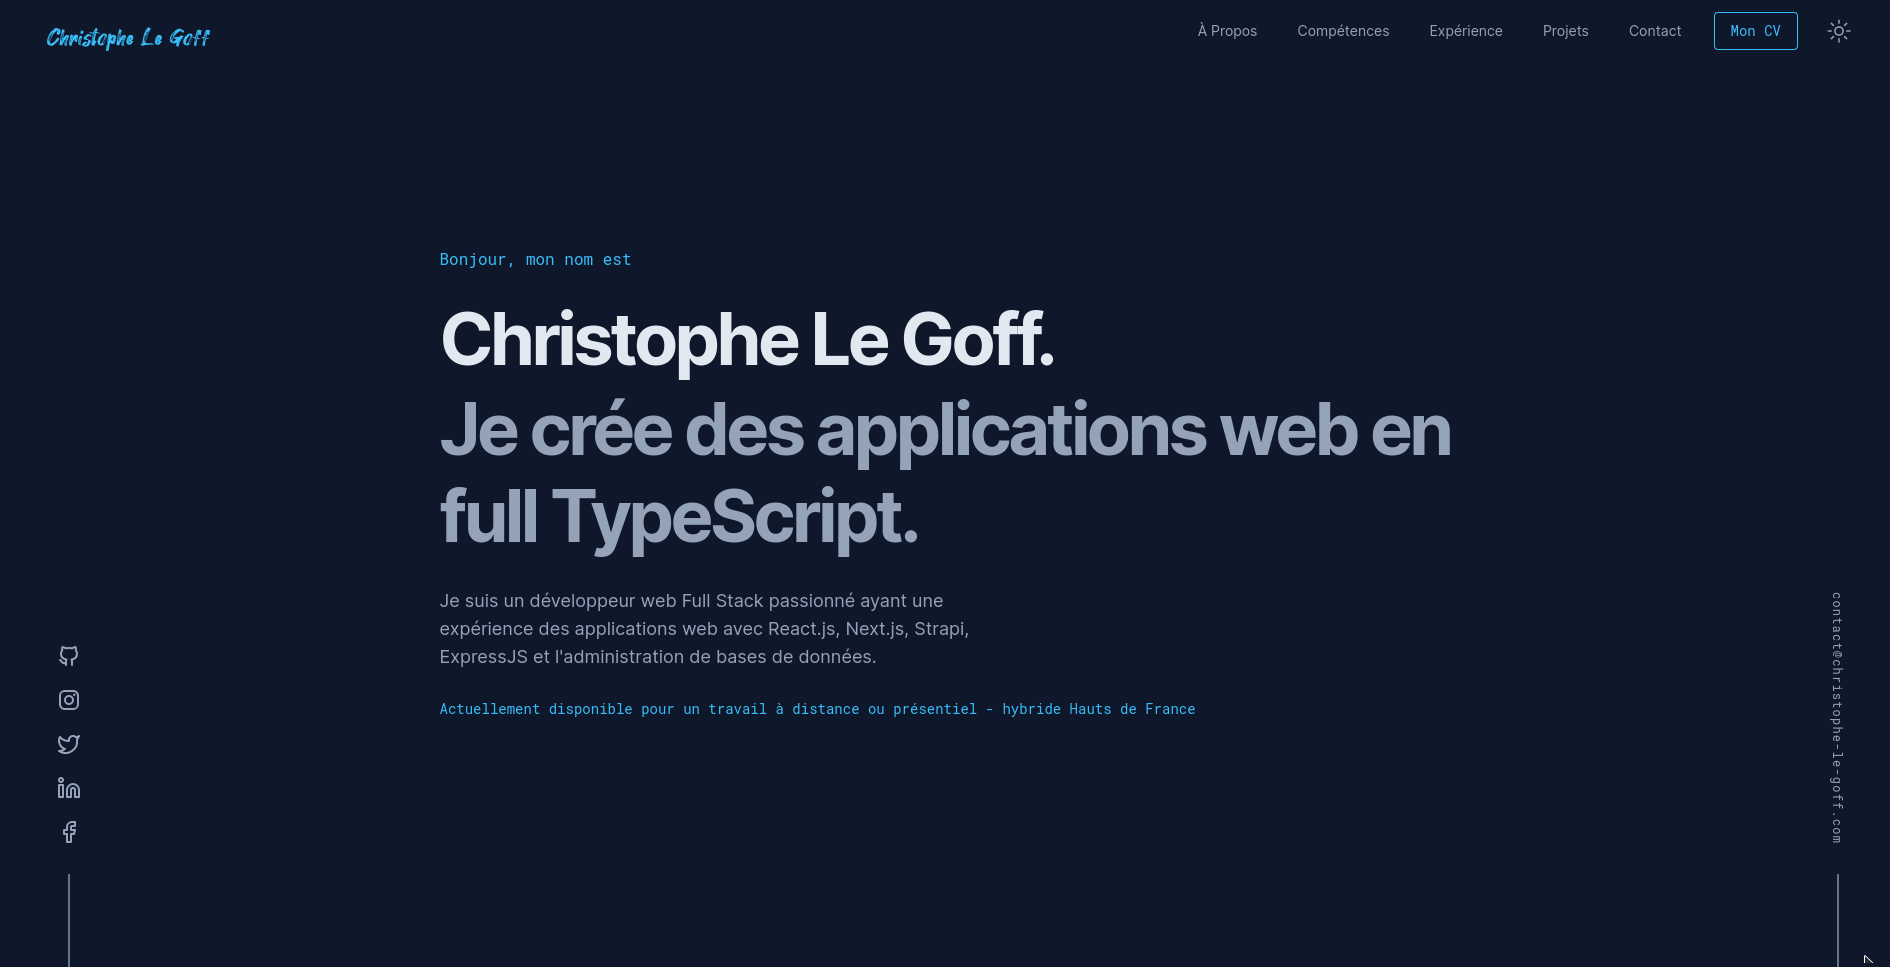 Christophe Le Goff
À Propos
Compétences
Expérience
Projets
Contact
Mon CV
Bonjour, mon nom est
Christophe Le Goff.
Je crée des applications web en
full TypeScript.
Je suis un développeur web Full Stack passionné ayant une
expérience des applications web avec React.js, Next.js, Strapi,
ExpressJS et l'administration de bases de données.
Actuellement disponible pour un travail à distance ou présentiel - hybride Hauts de France
contact@christophe-le-goff.com